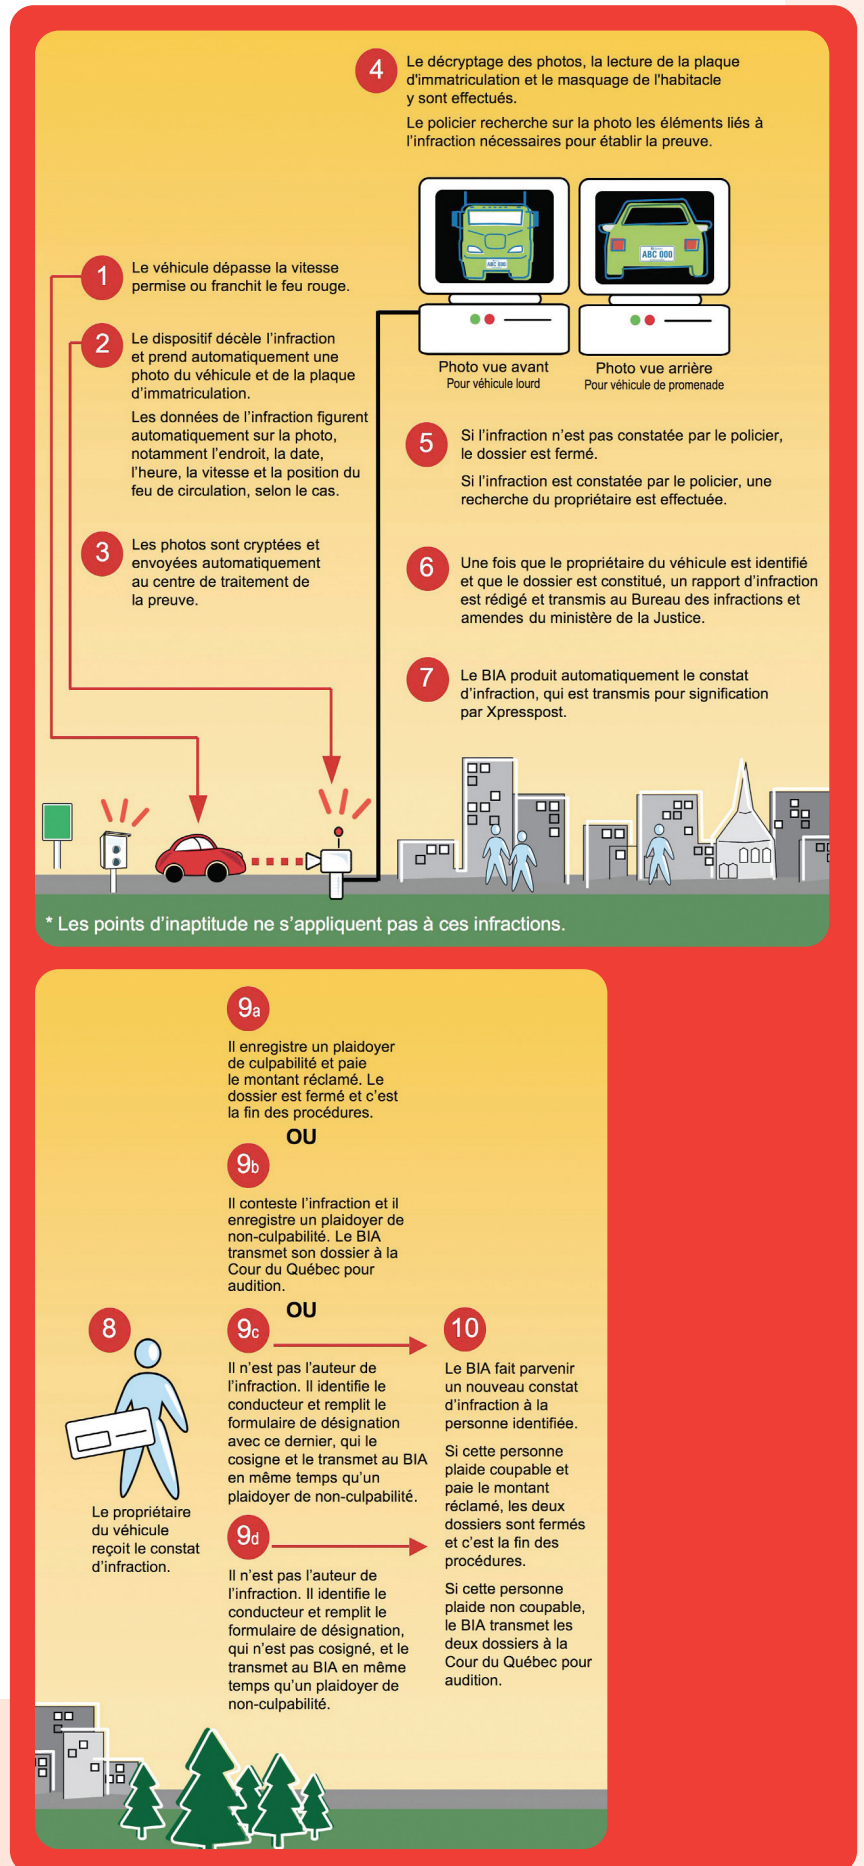 1
Le véhicule dépasse la vitesse
permise ou franchit le feu rouge.
2
Le dispositif décèle l'infraction
et prend automatiquement une
photo du véhicule et de la plaque
d'immatriculation.
Les données de l'infraction figurent
automatiquement sur la photo,
notamment l'endroit, la date,
l'heure, la vitesse et la position du
feu de circulation, selon le cas.
3
Les photos sont cryptées et
envoyées automatiquement
au centre de traitement de
la preuve.
4
Le décryptage des photos, la lecture de la plaque
d'immatriculation et le masquage de l'habitacle
y sont effectués.
Le policier recherche sur la photo les éléments liés à
l'infraction nécessaires pour établir la preuve.
ABC 000
ABC 000
Photo vue avant
Pour véhicule lourd
Photo vue arrière
Pour véhicule de promenade
5
Si l'infraction n'est pas constatée par le policier,
le dossier est fermé.
Si l'infraction est constatée par le policier, une
recherche du propriétaire est effectuée.
6
Une fois que le propriétaire du véhicule est identifié
et que le dossier est constitué, un rapport d'infraction
est rédigé et transmis au Bureau des infractions et
amendes du ministère de la Justice.
7
Le BIA produit automatiquement le constat
d'infraction, qui est transmis pour signification
par Xpresspost.
* Les points d'inaptitude ne s'appliquent pas à ces infractions.
8
Le propriétaire
du véhicule
reçoit le constat
d'infraction.
9a
Il enregistre un plaidoyer
de culpabilité et paie
le montant réclamé. Le
dossier est fermé et c'est
la fin des procédures.
OU
9b
Il conteste l'infraction et il
enregistre un plaidoyer de
non-culpabilité. Le BIA
transmet son dossier à la
Cour du Québec pour
audition.
OU
9c
Il n'est pas l'auteur de
l'infraction. Il identifie le
conducteur et remplit le
formulaire de désignation
avec ce dernier, qui le
cosigne et le transmet au BIA
en même temps qu'un
plaidoyer de non-culpabilité.
9d
Il n'est pas l'auteur de
l'infraction. Il identifie le
conducteur et remplit le
formulaire de désignation,
qui n'est pas cosigné, et le
transmet au BIA en même
temps qu'un plaidoyer de
non-culpabilité.
10
Le BIA fait parvenir
un nouveau constat
d'infraction à la
personne identifiée.
Si cette personne
plaide coupable et
paie le montant
réclamé, les deux
dossiers sont fermés
et c'est la fin des
procédures.
Si cette personne
plaide non coupable,
le BIA transmet les
deux dossiers à la
Cour du Québec pour
audition.